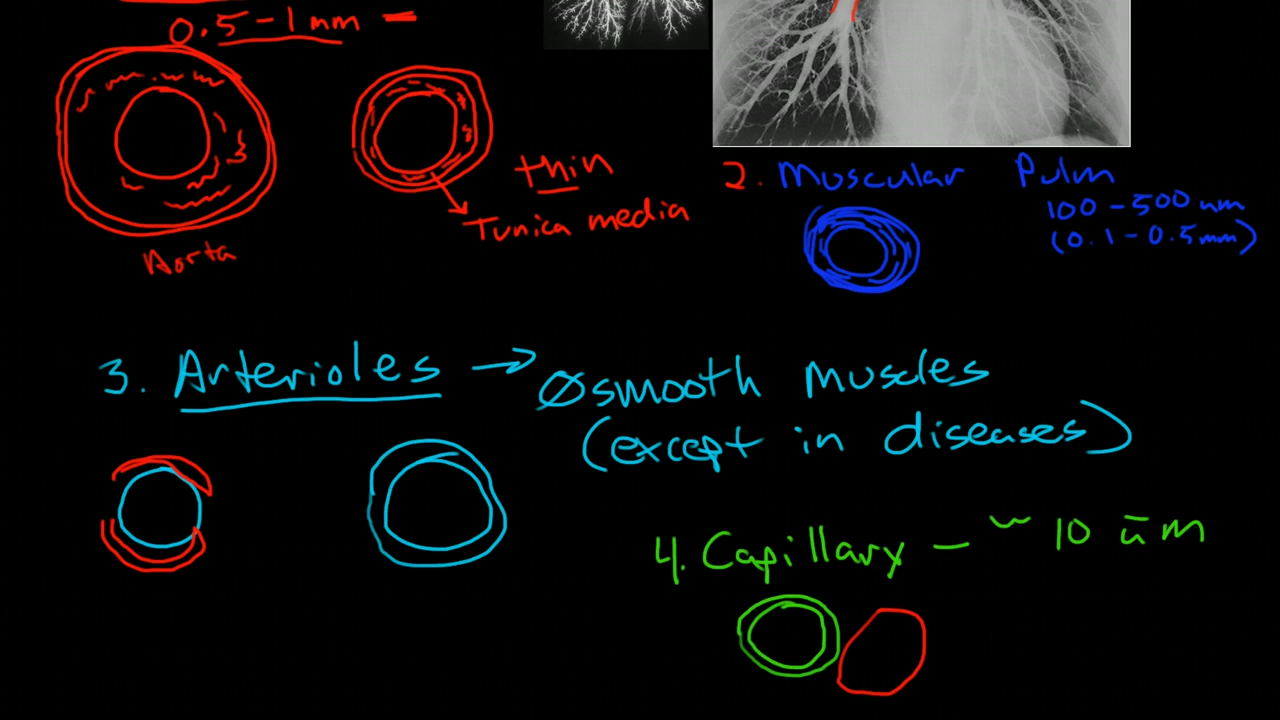 0.5-1mm
thin
Tunica media
Aorta
2. Muscular Pulm
100-500 um
(0.1-0.5mm)
3. Arterioles → Ø smooth muscles
(except in diseases)
4. Capillary - ~ 10 um